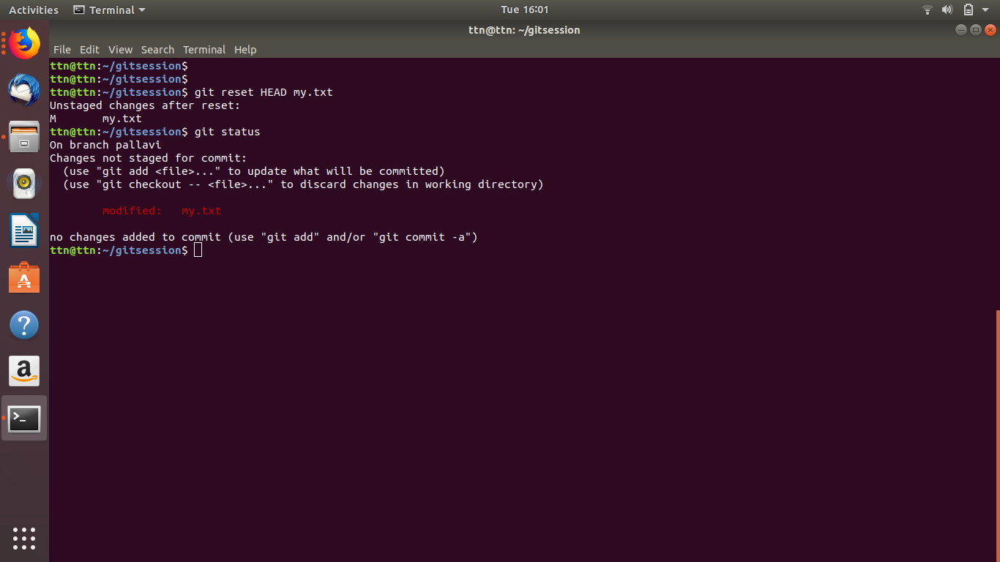 Activities Terminal Tue 16:01
ttn@ttn: ~/gitsession
File Edit View Search Terminal Help
ttn@ttn:~/gitsession$
ttn@ttn:~/gitsession$
ttn@ttn:~/gitsession$ git reset HEAD my.txt
Unstaged changes after reset:
M       my.txt
ttn@ttn:~/gitsession$ git status
On branch pallavi
Changes not staged for commit:
  (use "git add <file>..." to update what will be committed)
  (use "git checkout -- <file>..." to discard changes in working directory)
        modified:   my.txt
no changes added to commit (use "git add" and/or "git commit -a")
ttn@ttn:~/gitsession$